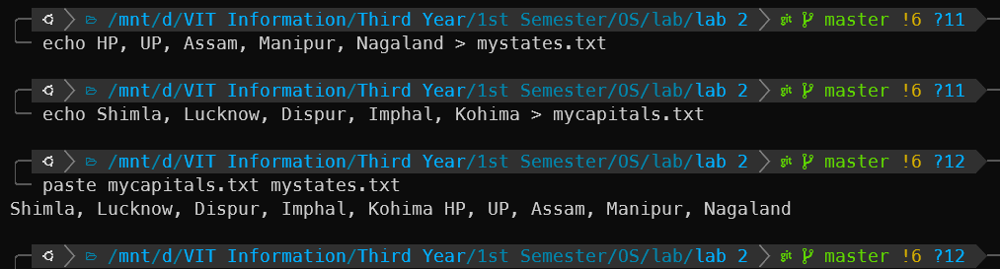 /mnt/d/VIT Information/Third Year/1st Semester/OS/lab/lab 2 git master !6 ?11
echo HP, UP, Assam, Manipur, Nagaland > mystates.txt
/mnt/d/VIT Information/Third Year/1st Semester/OS/lab/lab 2 git master !6 ?11
echo Shimla, Lucknow, Dispur, Imphal, Kohima > mycapitals.txt
/mnt/d/VIT Information/Third Year/1st Semester/OS/lab/lab 2 git master !6 ?12
paste mycapitals.txt mystates.txt
Shimla, Lucknow, Dispur, Imphal, Kohima HP, UP, Assam, Manipur, Nagaland
/mnt/d/VIT Information/Third Year/1st Semester/OS/lab/lab 2 git master !6 ?12